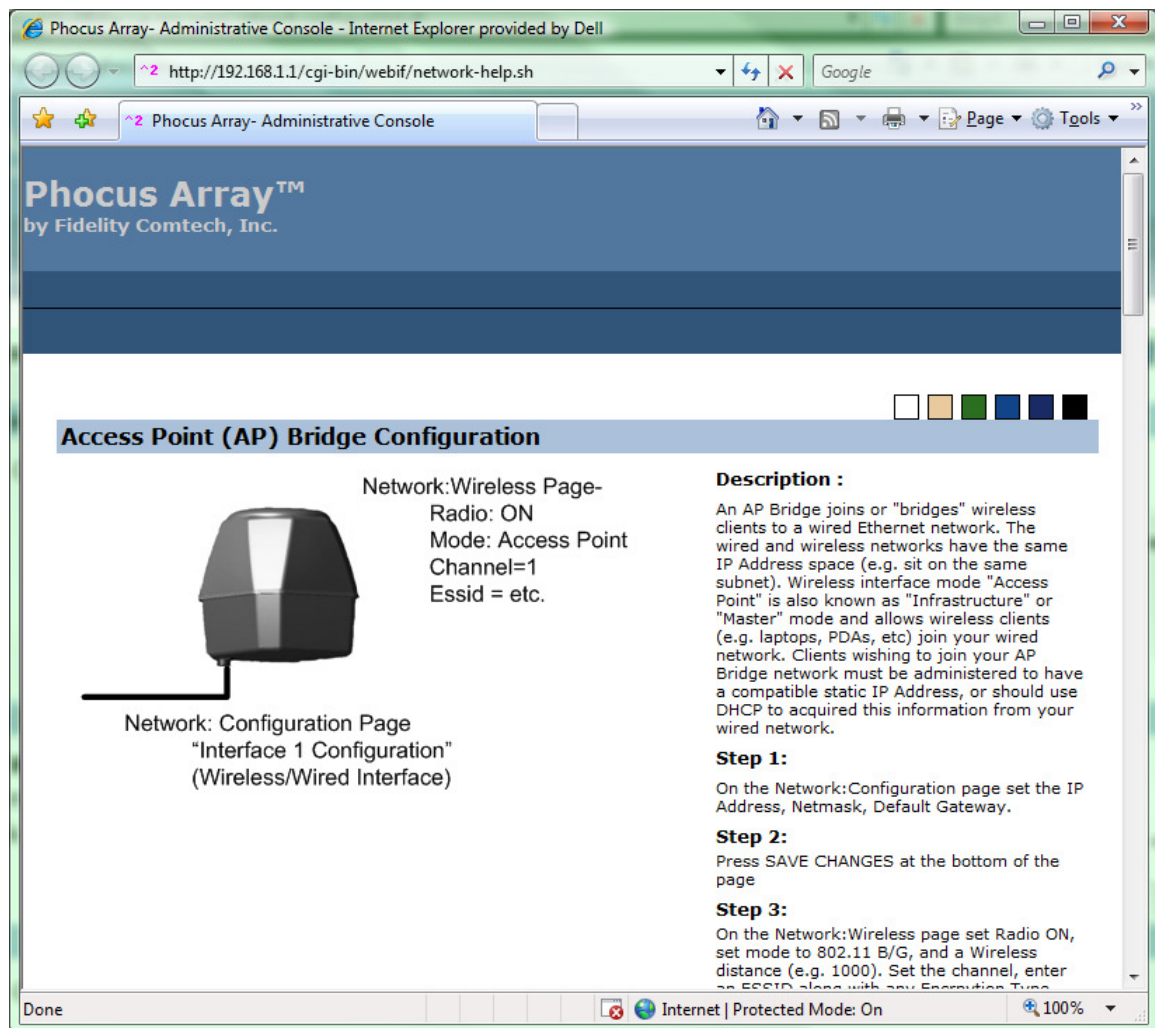 Phocus Array- Administrative Console - Internet Explorer provided by Dell
^2 http://192.168.1.1/cgi-bin/webif/network-help.sh
Google
^2 Phocus Array- Administrative Console
Page
Tools
Phocus Array™
by Fidelity Comtech, Inc.
Access Point (AP) Bridge Configuration
Network:Wireless Page-
Radio: ON
Mode: Access Point
Channel=1
Essid = etc.
Network: Configuration Page
“Interface 1 Configuration”
(Wireless/Wired Interface)
Description :
An AP Bridge joins or "bridges" wireless
clients to a wired Ethernet network. The
wired and wireless networks have the same
IP Address space (e.g. sit on the same
subnet). Wireless interface mode "Access
Point" is also known as "Infrastructure" or
"Master" mode and allows wireless clients
(e.g. laptops, PDAs, etc) join your wired
network. Clients wishing to join your AP
Bridge network must be administered to have
a compatible static IP Address, or should use
DHCP to acquired this information from your
wired network.
Step 1:
On the Network:Configuration page set the IP
Address, Netmask, Default Gateway.
Step 2:
Press SAVE CHANGES at the bottom of the
page
Step 3:
On the Network:Wireless page set Radio ON,
set mode to 802.11 B/G, and a Wireless
distance (e.g. 1000). Set the channel, enter
an ESSID along with any Encrytion Type
Done
Internet | Protected Mode: On
100%